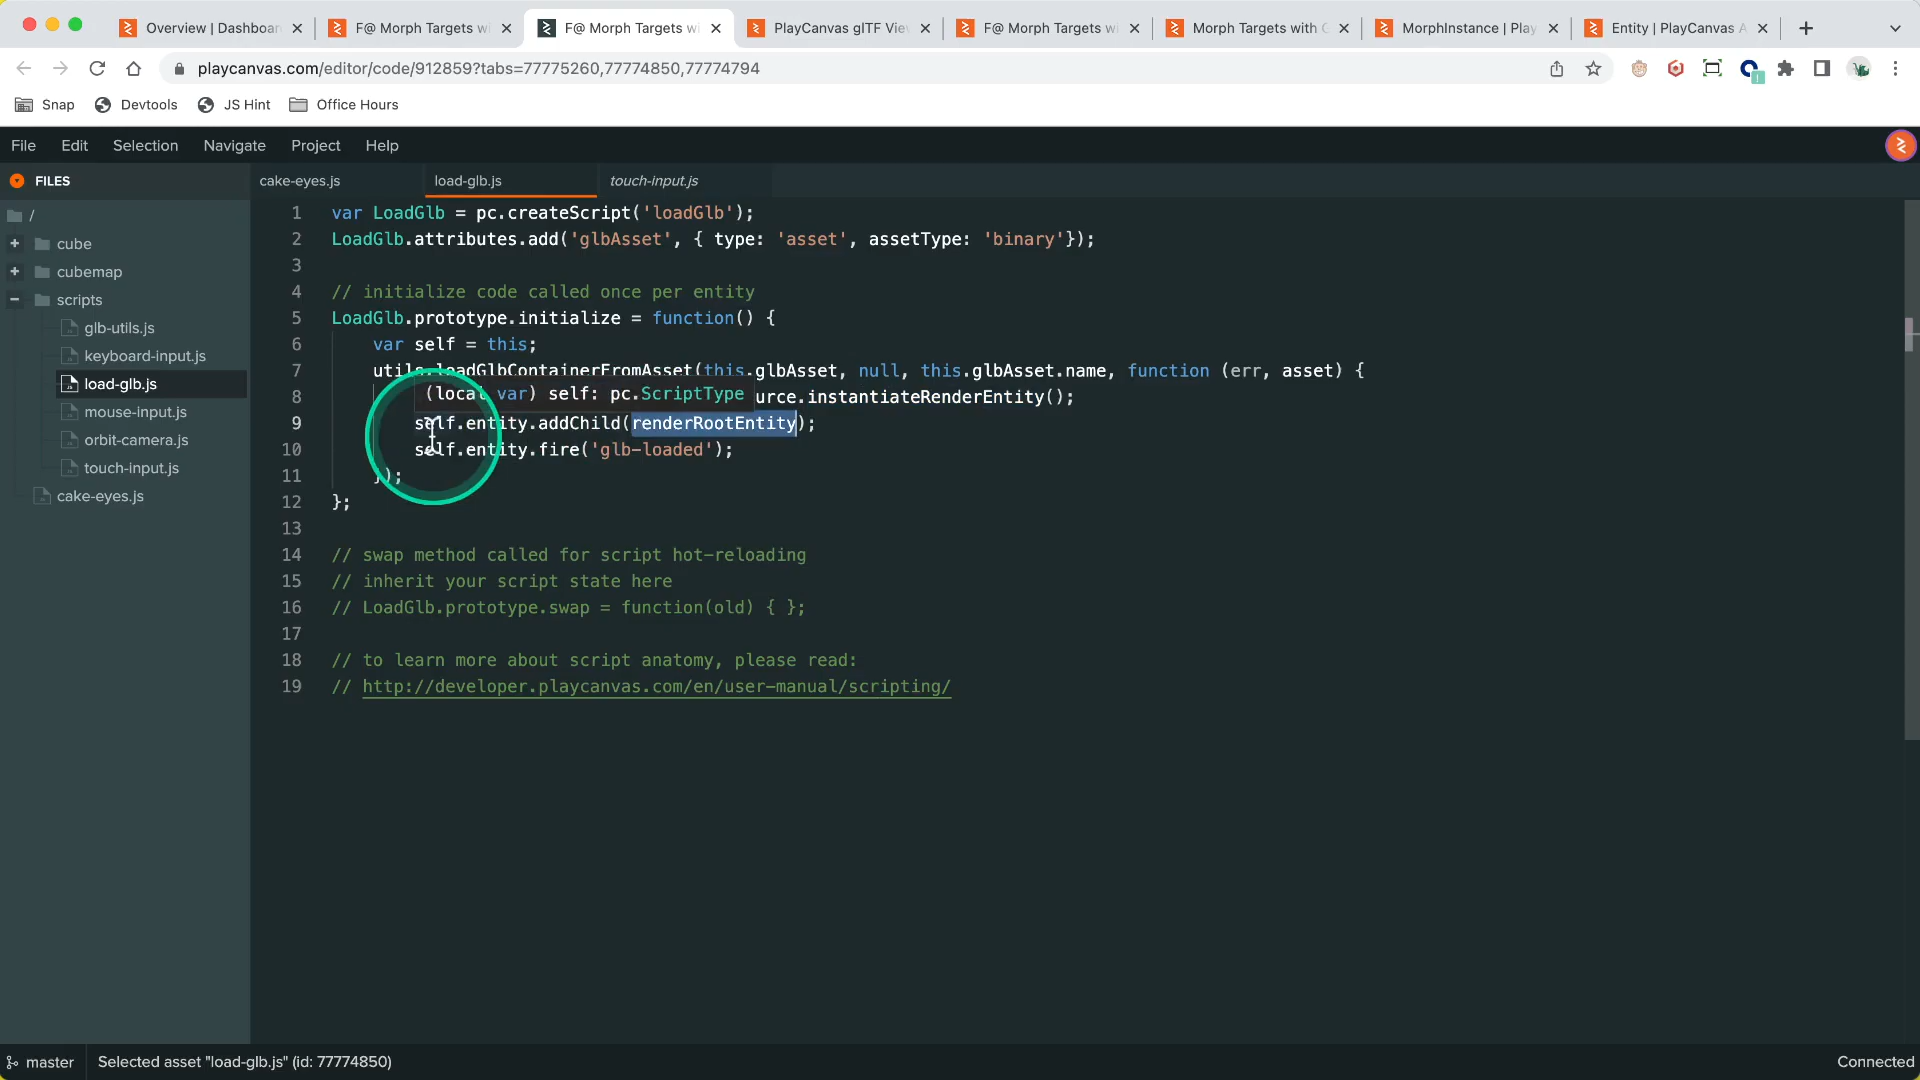 Overview | Dashboar
F@ Morph Targets wi
F@ Morph Targets wi
PlayCanvas glTF View
F@ Morph Targets wi
Morph Targets with G
MorphInstance | Play
Entity | PlayCanvas A
playcanvas.com/editor/code/912859?tabs=77775260,77774850,77774794
Snap
Devtools
JS Hint
Office Hours
File
Edit
Selection
Navigate
Project
Help
FILES
cake-eyes.js
load-glb.js
touch-input.js
/
cube
cubemap
scripts
glb-utils.js
keyboard-input.js
load-glb.js
mouse-input.js
orbit-camera.js
touch-input.js
cake-eyes.js
1 var LoadGlb = pc.createScript('loadGlb');
2 LoadGlb.attributes.add('glbAsset', { type: 'asset', assetType: 'binary'});
3
4 // initialize code called once per entity
5 LoadGlb.prototype.initialize = function() {
6 var self = this;
7 utils.loadGlbContainerFromAsset(this.glbAsset, null, this.glbAsset.name, function (err, asset) {
(local var) self: pc.ScriptType
8 urce.instantiateRenderEntity();
9 self.entity.addChild(renderRootEntity);
10 self.entity.fire('glb-loaded');
11 });
12 };
13
14 // swap method called for script hot-reloading
15 // inherit your script state here
16 // LoadGlb.prototype.swap = function(old) { };
17
18 // to learn more about script anatomy, please read:
19 // http://developer.playcanvas.com/en/user-manual/scripting/
master
Selected asset "load-glb.js" (id: 77774850)
Connected